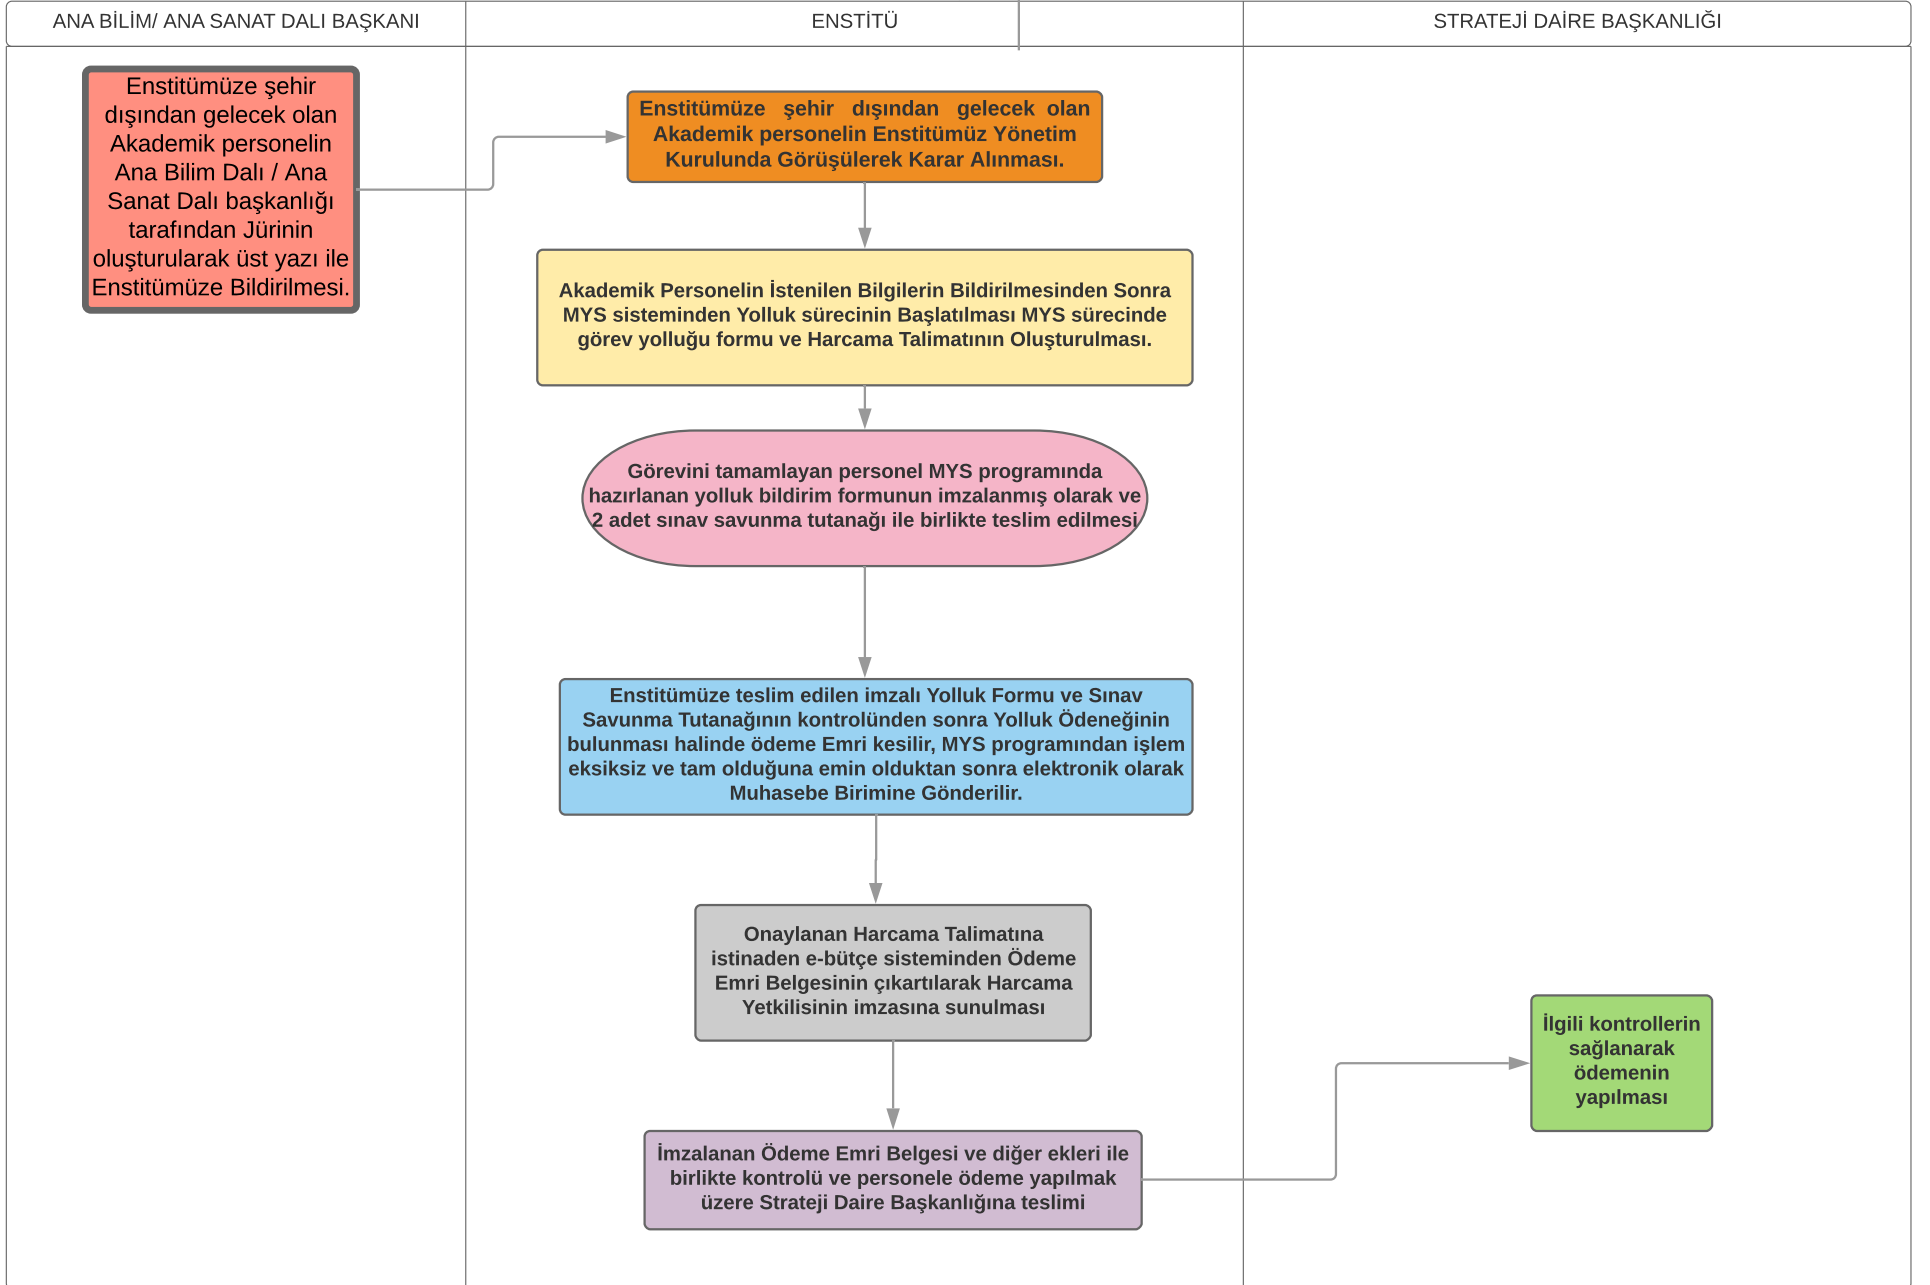 ANA BİLİM/ ANA SANAT DALI BAŞKANI
ENSTİTÜ
STRATEJİ DAİRE BAŞKANLIĞI
Enstitümüze şehir
dışından gelecek olan
Akademik personelin
Ana Bilim Dalı / Ana
Sanat Dalı başkanlığı
tarafından Jürinin
oluşturularak üst yazı ile
Enstitümüze Bildirilmesi.
Enstitümüze şehir dışından gelecek olan
Akademik personelin Enstitümüz Yönetim
Kurulunda Görüşülerek Karar Alınması.
Akademik Personelin İstenilen Bilgilerin Bildirilmesinden Sonra
MYS sisteminden Yolluk sürecinin Başlatılması MYS sürecinde
görev yolluğu formu ve Harcama Talimatının Oluşturulması.
Görevini tamamlayan personel MYS programında
hazırlanan yolluk bildirim formunun imzalanmış olarak ve
2 adet sınav savunma tutanağı ile birlikte teslim edilmesi
Enstitümüze teslim edilen imzalı Yolluk Formu ve Sınav
Savunma Tutanağının kontrolünden sonra Yolluk Ödeneğinin
bulunması halinde ödeme Emri kesilir, MYS programından işlem
eksiksiz ve tam olduğuna emin olduktan sonra elektronik olarak
Muhasebe Birimine Gönderilir.
Onaylanan Harcama Talimatına
istinaden e-bütçe sisteminden Ödeme
Emri Belgesinin çıkartılarak Harcama
Yetkilisinin imzasına sunulması
İmzalanan Ödeme Emri Belgesi ve diğer ekleri ile
birlikte kontrolü ve personele ödeme yapılmak
üzere Strateji Daire Başkanlığına teslimi
İlgili kontrollerin
sağlanarak
ödemenin
yapılması